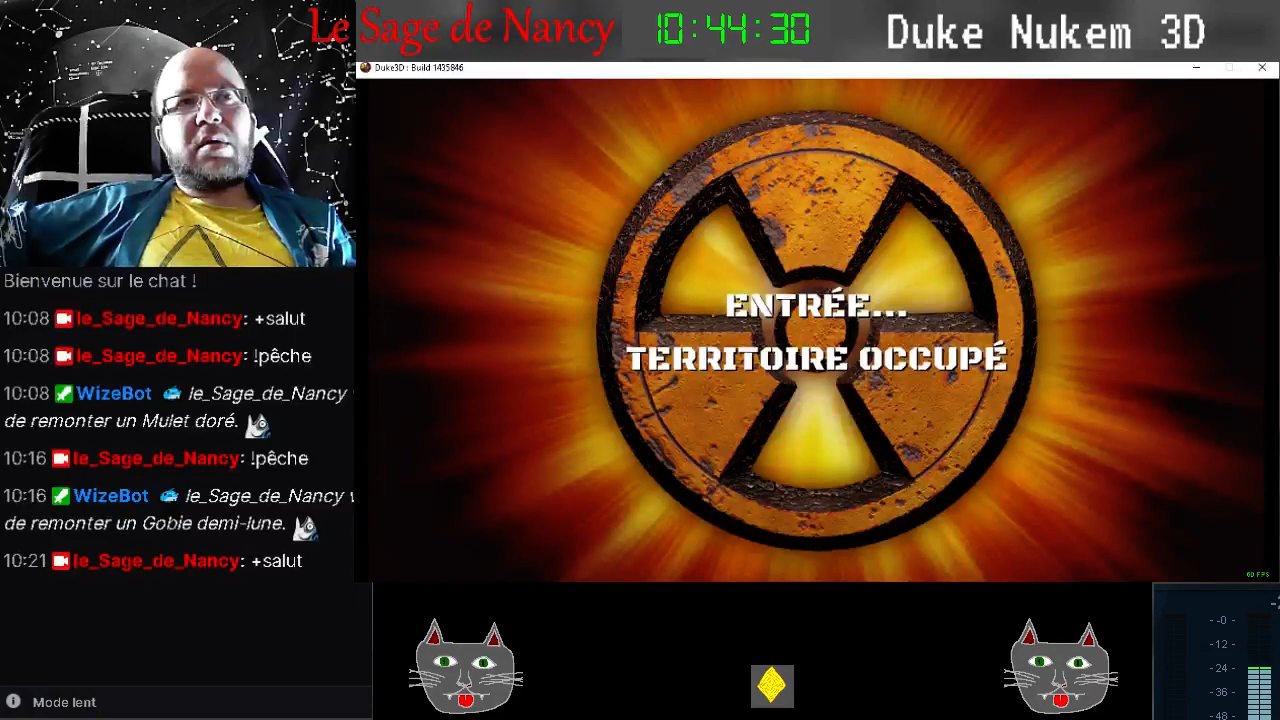 Le Sage de Nancy
10:44:30
Duke Nukem 3D
Duke3D : Build 1435846
Bienvenue sur le chat !
10:08 le_Sage_de_Nancy: +salut
10:08 le_Sage_de_Nancy: !pêche
10:08 WizeBot le_Sage_de_Nancy
de remonter un Mulet doré.
10:16 le_Sage_de_Nancy: !pêche
10:16 WizeBot le_Sage_de_Nancy v
de remonter un Gobie demi-lune.
10:21 le_Sage_de_Nancy: +salut
Mode lent
ENTRÉE...
TERRITOIRE OCCUPÉ
60 FPS
-0 -
-12 -
-24 -
-36 -
-48 -